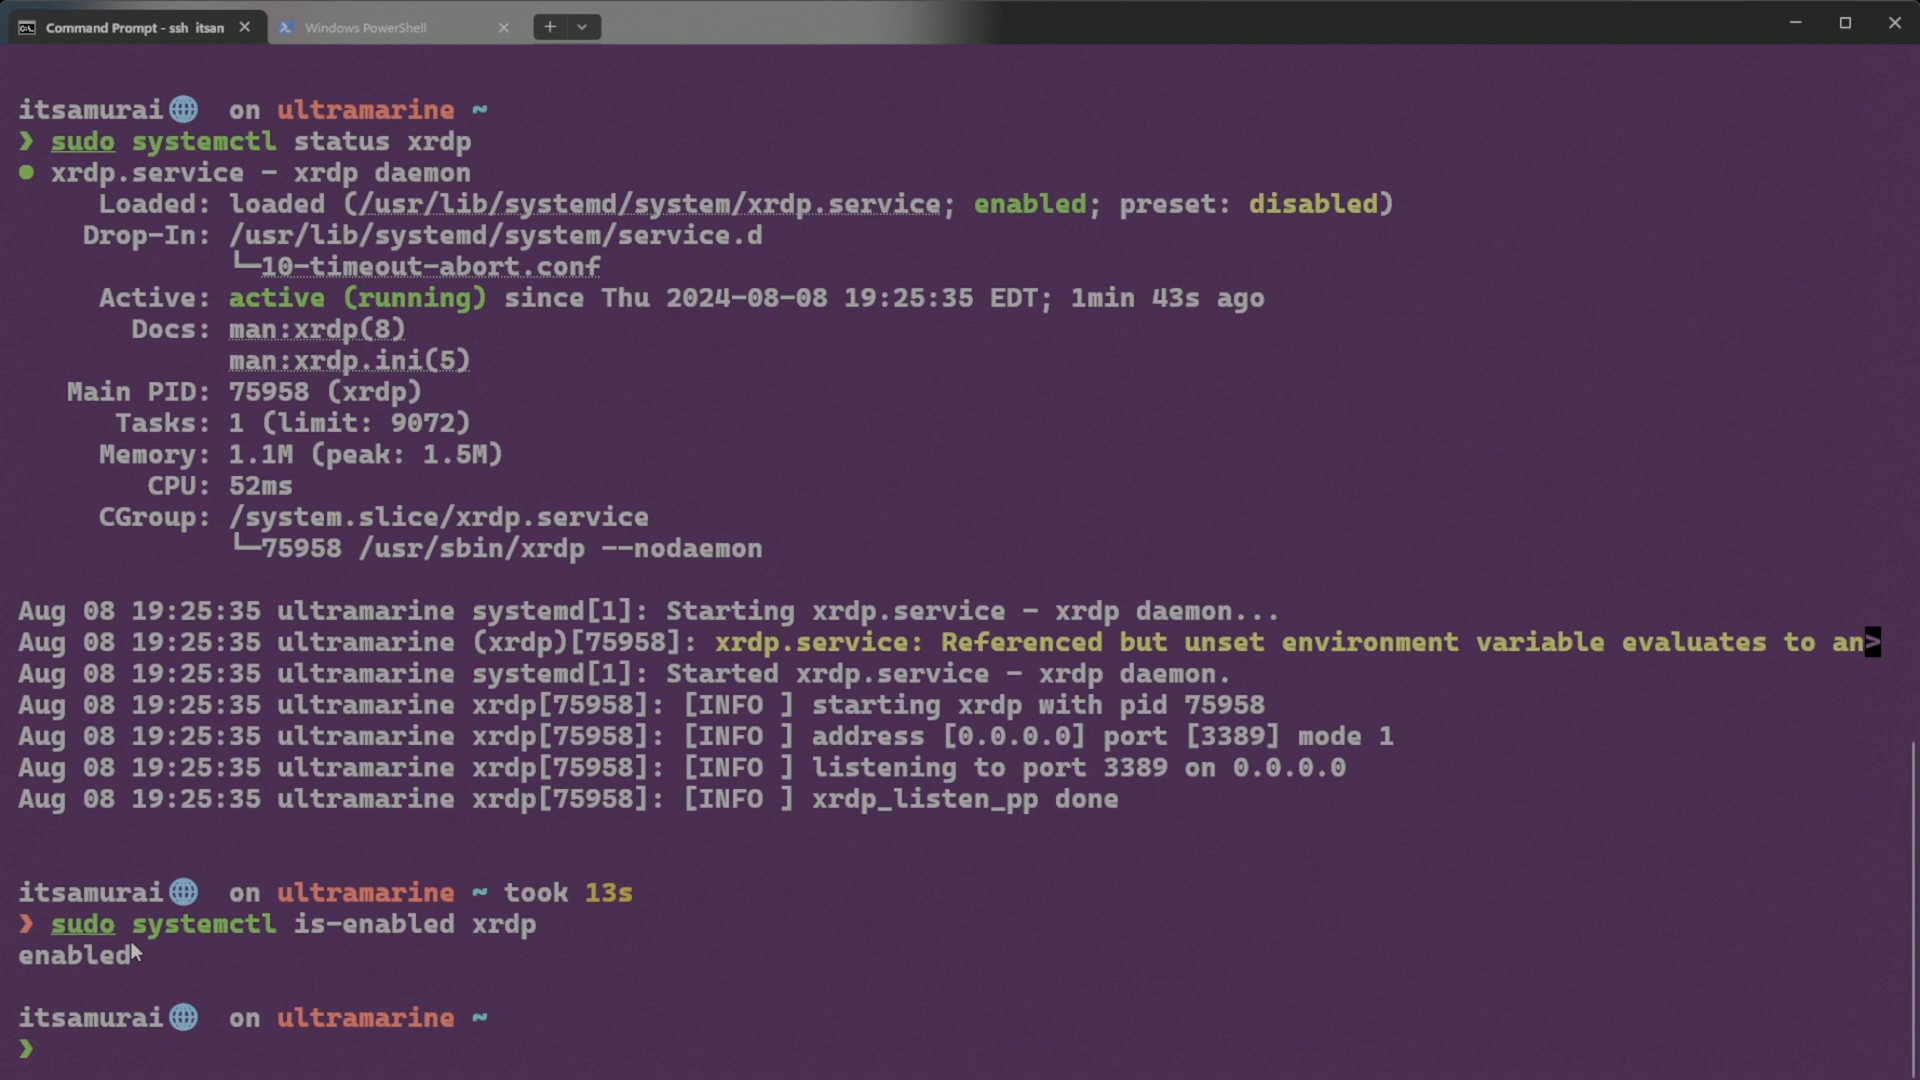 Command Prompt - ssh itsan
Windows PowerShell
itsamurai🌐 on ultramarine ~
❯ sudo systemctl status xrdp
● xrdp.service - xrdp daemon
Loaded: loaded (/usr/lib/systemd/system/xrdp.service; enabled; preset: disabled)
Drop-In: /usr/lib/systemd/system/service.d
└─10-timeout-abort.conf
Active: active (running) since Thu 2024-08-08 19:25:35 EDT; 1min 43s ago
Docs: man:xrdp(8)
man:xrdp.ini(5)
Main PID: 75958 (xrdp)
Tasks: 1 (limit: 9072)
Memory: 1.1M (peak: 1.5M)
CPU: 52ms
CGroup: /system.slice/xrdp.service
└─75958 /usr/sbin/xrdp --nodaemon
Aug 08 19:25:35 ultramarine systemd[1]: Starting xrdp.service - xrdp daemon...
Aug 08 19:25:35 ultramarine (xrdp)[75958]: xrdp.service: Referenced but unset environment variable evaluates to an>
Aug 08 19:25:35 ultramarine systemd[1]: Started xrdp.service - xrdp daemon.
Aug 08 19:25:35 ultramarine xrdp[75958]: [INFO ] starting xrdp with pid 75958
Aug 08 19:25:35 ultramarine xrdp[75958]: [INFO ] address [0.0.0.0] port [3389] mode 1
Aug 08 19:25:35 ultramarine xrdp[75958]: [INFO ] listening to port 3389 on 0.0.0.0
Aug 08 19:25:35 ultramarine xrdp[75958]: [INFO ] xrdp_listen_pp done
itsamurai🌐 on ultramarine ~ took 13s
❯ sudo systemctl is-enabled xrdp
enabled
itsamurai🌐 on ultramarine ~
❯